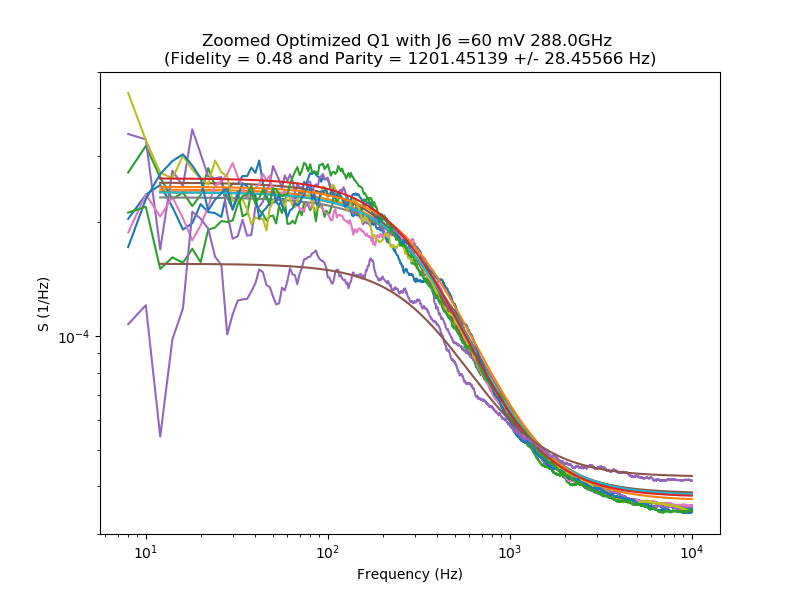 Zoomed Optimized Q1 with J6 =60 mV 288.0GHz
(Fidelity = 0.48 and Parity = 1201.45139 +/- 28.45566 Hz)
S (1/Hz)
10⁻⁴
10¹ 10² 10³ 10⁴
Frequency (Hz)